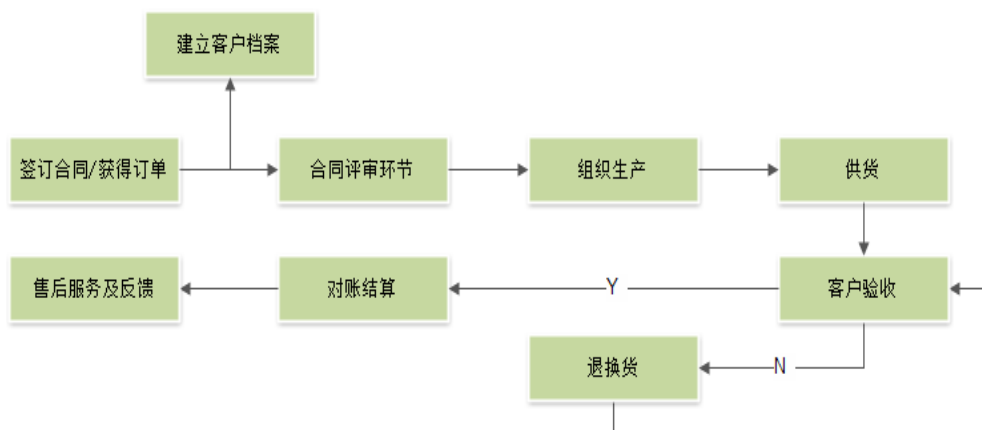 建立客户档案
签订合同/获得订单
合同评审环节
组织生产
供货
售后服务及反馈
对账结算
Y
客户验收
退换货
N